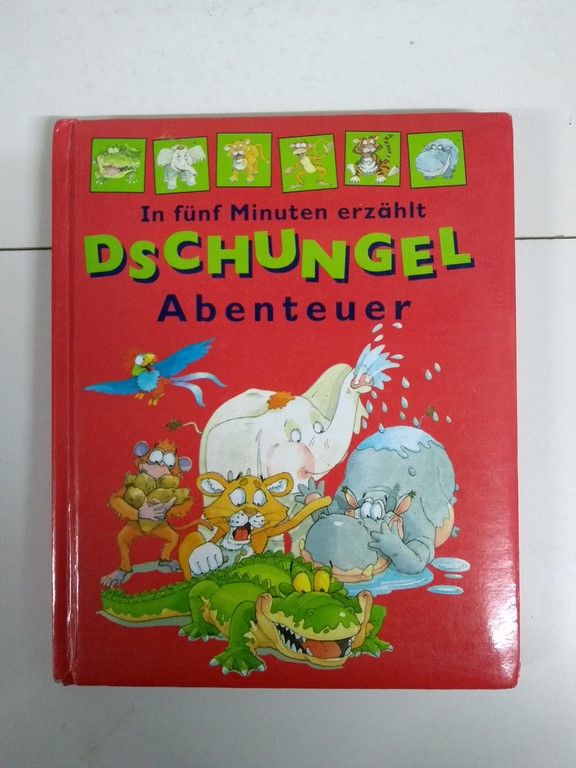 In fünf Minuten erzählt
DSCHUNGEL
Abenteuer